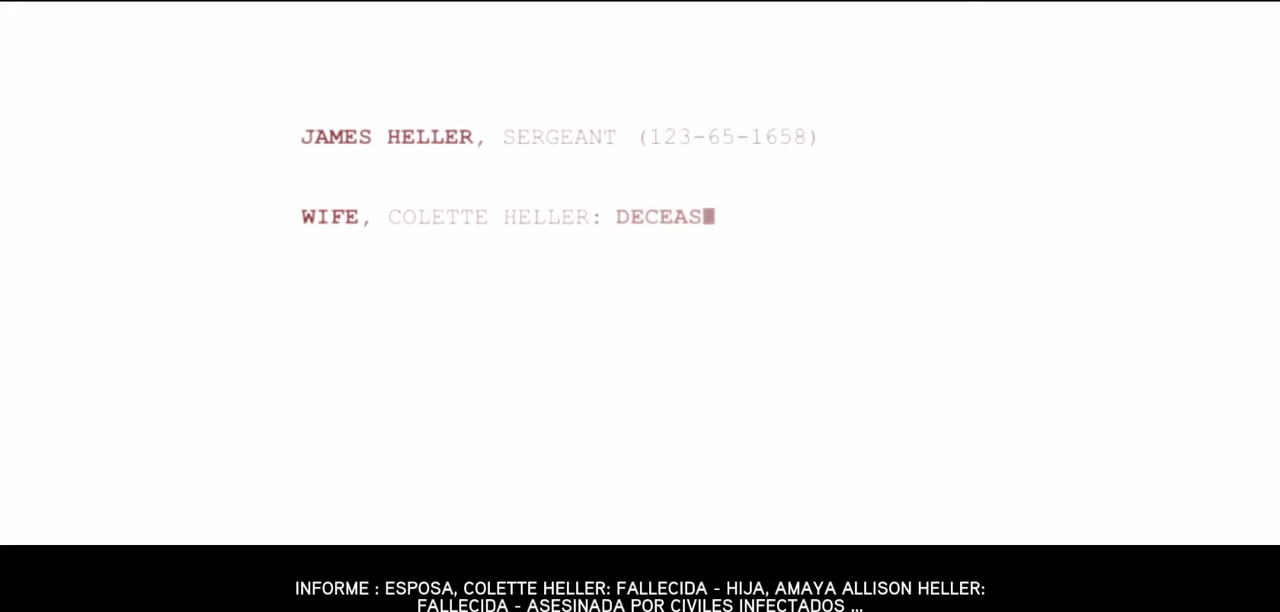 JAMES HELLER, SERGEANT (123-65-1658)
WIFE, COLETTE HELLER: DECEAS
INFORME : ESPOSA, COLETTE HELLER: FALLECIDA - HIJA, AMAYA ALLISON HELLER:
FALLECIDA - ASESINADA POR CIVILES INFECTADOS ...